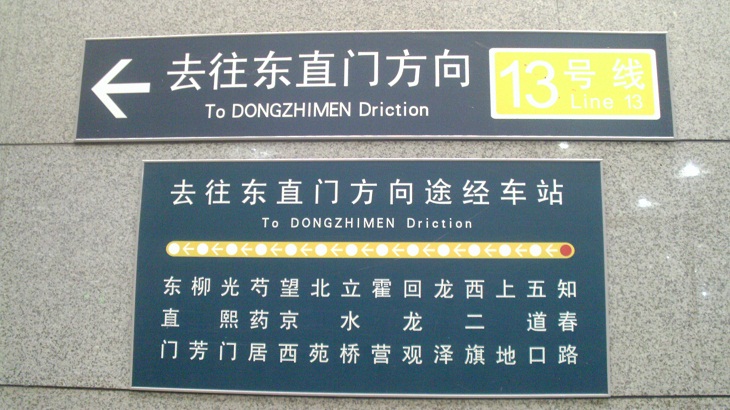 去往东直门方向
To DONGZHIMEN Driction
13号线
Line 13
去往东直门方向途经车站
To DONGZHIMEN Driction
东直门
柳芳
光熙门
芍药居
望京西
北苑
立水桥
霍营
回龙观
龙泽
西二旗
上地
五道口
知春路